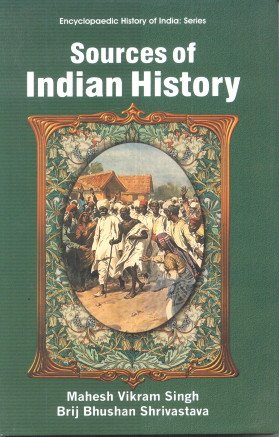 Encyclopaedic History of India: Series
Sources of
Indian History
Mahesh Vikram Singh
Brij Bhushan Shrivastava